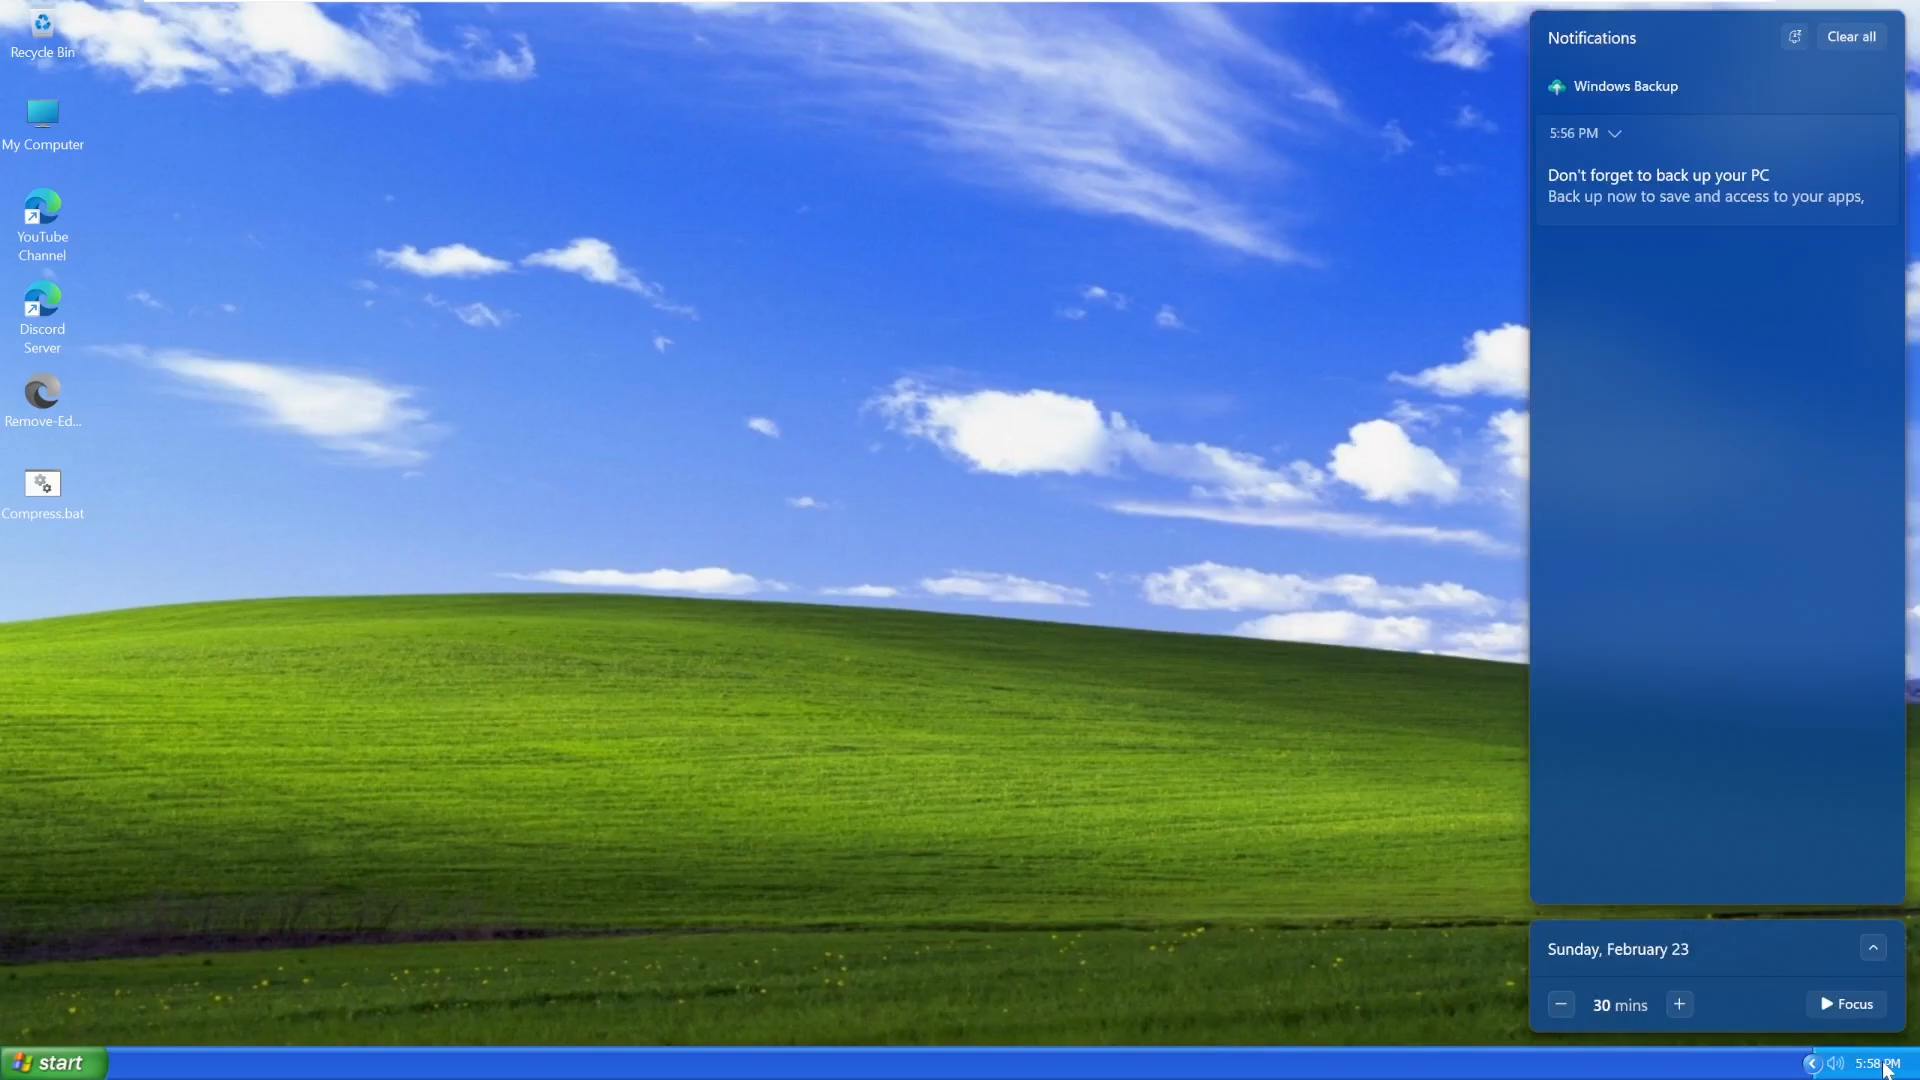 Recycle Bin
My Computer
YouTube
Channel
Discord
Server
Remove-Ed...
Compress.bat
Notifications
Clear all
Windows Backup
5:56 PM
Don't forget to back up your PC
Back up now to save and access to your apps,
Sunday, February 23
30 mins
Focus
start
5:58 PM